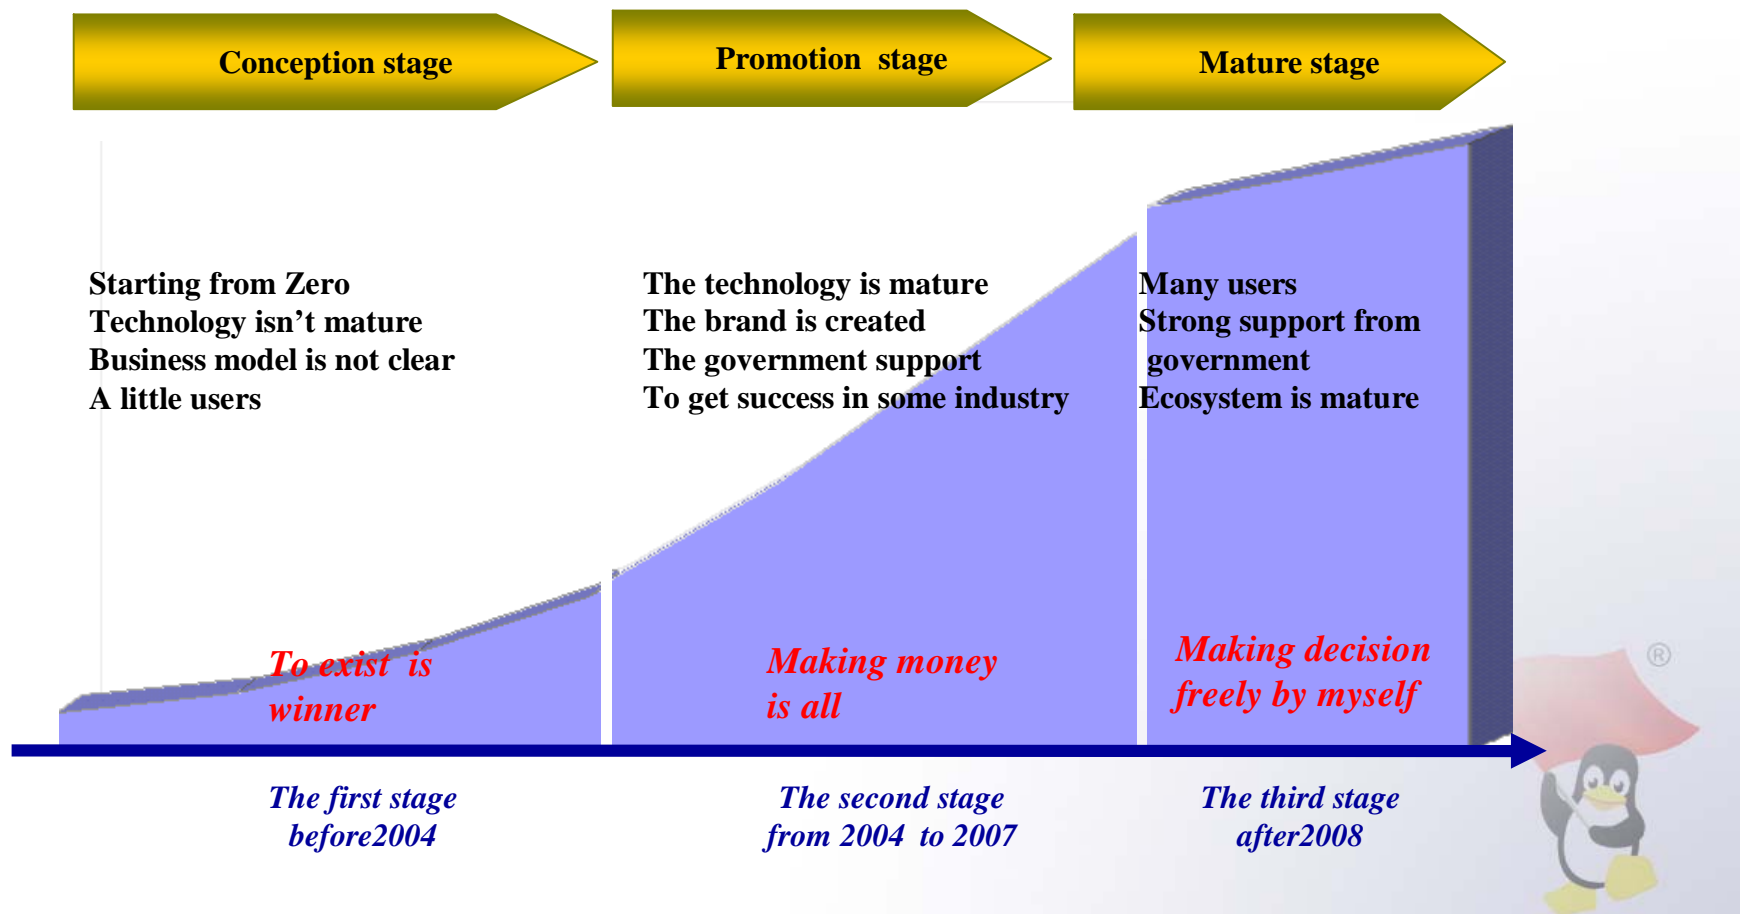 Conception stage
Promotion stage
Mature stage
Starting from Zero
Technology isn't mature
Business model is not clear
A little users
The technology is mature
The brand is created
The government support
To get success in some industry
Many users
Strong support from
government
Ecosystem is mature
To exist is
winner
Making money
is all
Making decision
freely by myself
®
The first stage
before2004
The second stage
from 2004 to 2007
The third stage
after2008